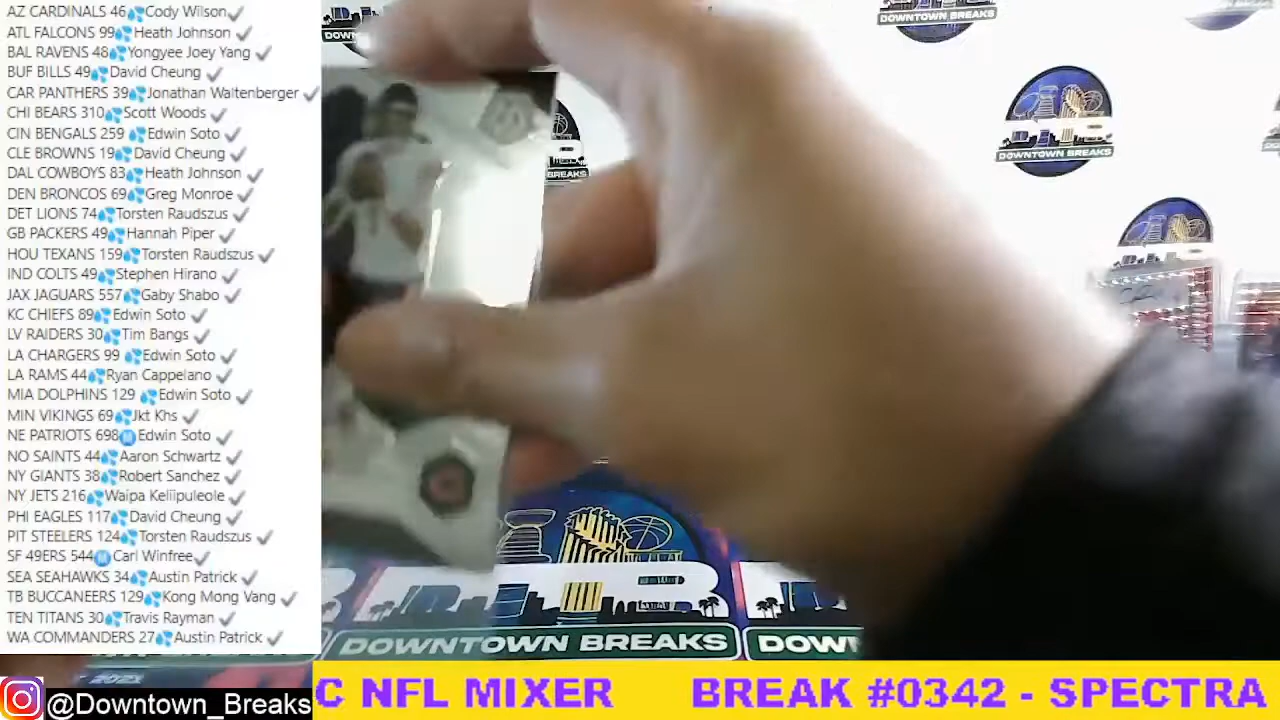 AZ CARDINALS 46💦Cody Wilson✔
ATL FALCONS 99💦Heath Johnson ✔
BAL RAVENS 48💦Yongyee Joey Yang ✔
BUF BILLS 49💦David Cheung ✔
CAR PANTHERS 39💦Jonathan Waltenberger ✔
CHI BEARS 310💦Scott Woods ✔
CIN BENGALS 259 💦Edwin Soto ✔
CLE BROWNS 19💦David Cheung ✔
DAL COWBOYS 83💦Heath Johnson ✔
DEN BRONCOS 69💦Greg Monroe ✔
DET LIONS 74💦Torsten Raudszus ✔
GB PACKERS 49💦Hannah Piper ✔
HOU TEXANS 159💦Torsten Raudszus ✔
IND COLTS 49💦Stephen Hirano ✔
JAX JAGUARS 557💦Gaby Shabo ✔
KC CHIEFS 89💦Edwin Soto ✔
LV RAIDERS 30💦Tim Bangs ✔
LA CHARGERS 99 💦Edwin Soto ✔
LA RAMS 44💦Ryan Cappelano ✔
MIA DOLPHINS 129 💦Edwin Soto ✔
MIN VIKINGS 69💦Jkt Khs ✔
NE PATRIOTS 698Ⓜ️Edwin Soto ✔
NO SAINTS 44💦Aaron Schwartz ✔
NY GIANTS 38💦Robert Sanchez ✔
NY JETS 216💦Waipa Keliipuleole ✔
PHI EAGLES 117💦David Cheung ✔
PIT STEELERS 124💦Torsten Raudszus ✔
SF 49ERS 544Ⓜ️Carl Winfree✔
SEA SEAHAWKS 34💦Austin Patrick ✔
TB BUCCANEERS 129💦Kong Mong Vang ✔
TEN TITANS 30💦Travis Rayman ✔
WA COMMANDERS 27💦Austin Patrick ✔
DOWNTOWN BREAKS
DTB
DOWNTOWN BREAKS
BREAKS
DOWNTOWN BREAKS
DOWNTOWN BREAKS
DOWNTO
@Downtown_Breaks
C NFL MIXER BREAK #0342 - SPECTRA